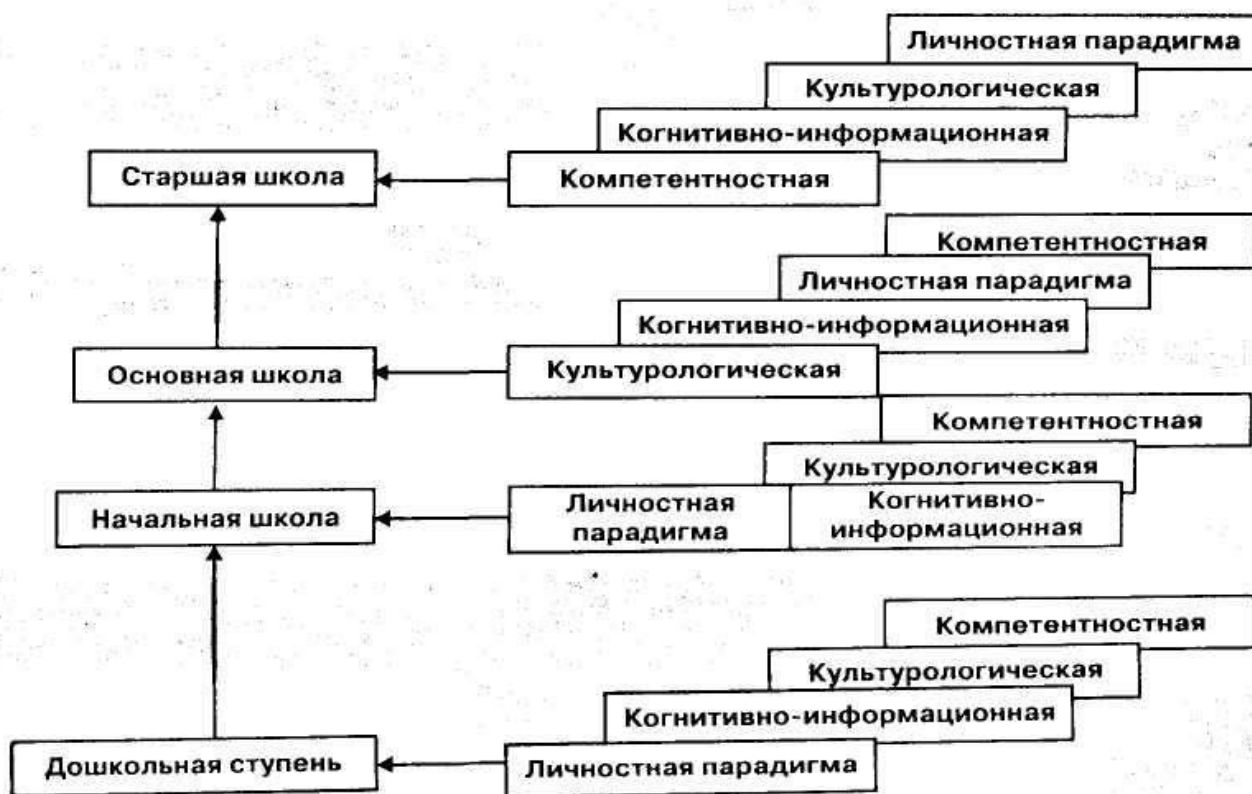 Личностная парадигма
Культурологическая
Когнитивно-информационная
Старшая школа
Компетентностная
Компетентностная
Личностная парадигма
Когнитивно-информационная
Основная школа
Культурологическая
Компетентностная
Культурологическая
Начальная школа
Личностная
парадигма
Когнитивно-
информационная
Компетентностная
Культурологическая
Когнитивно-информационная
Дошкольная ступень
Личностная парадигма